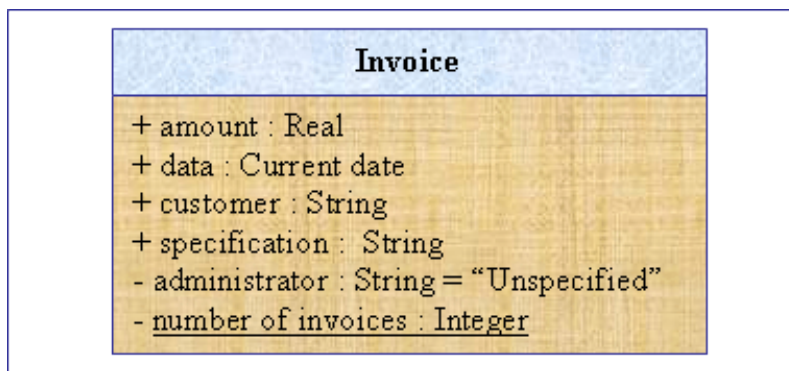 Invoice
+ amount : Real
+ data : Current date
+ customer : String
+ specification : String
- administrator : String = “Unspecified”
- number of invoices : Integer